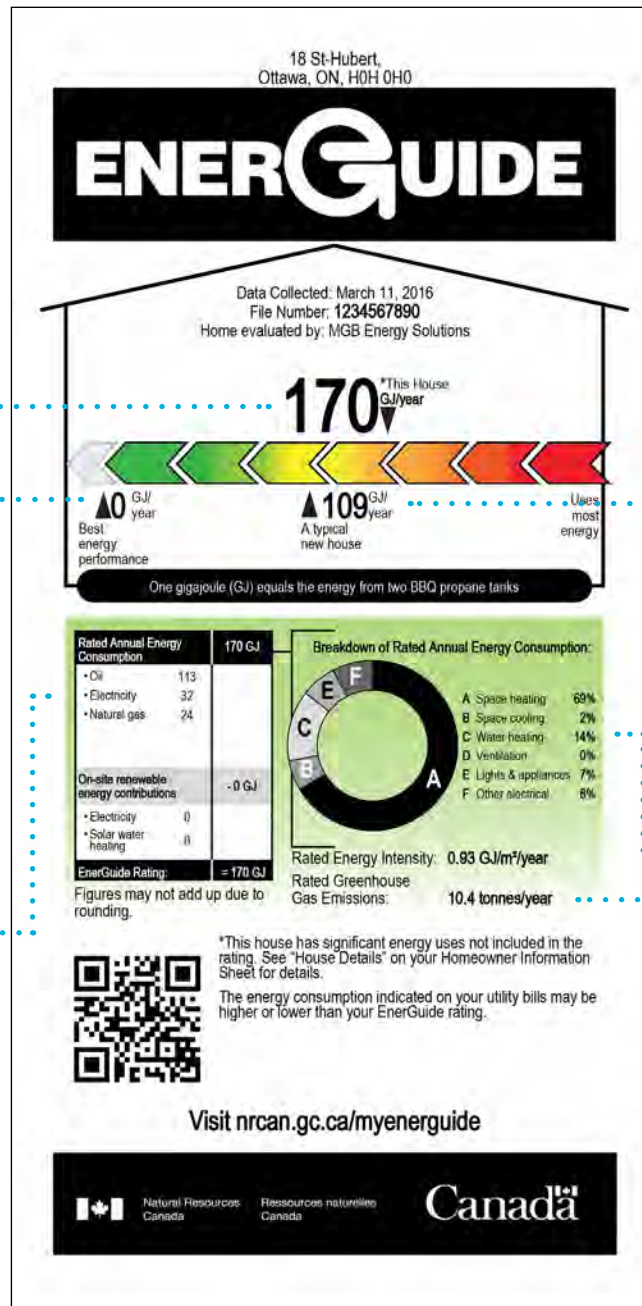 18 St-Hubert,
Ottawa, ON, H0H 0H0
ENERGUIDE
Data Collected: March 11, 2016
File Number: 1234567890
Home evaluated by: MGB Energy Solutions
170
*This House
GJ/year
0 GJ/
year
Best
energy
performance
109 GJ/
year
A typical
new house
Uses
most
energy
One gigajoule (GJ) equals the energy from two BBQ propane tanks
Rated Annual Energy
Consumption
170 GJ
• Oil 113
• Electricity 32
• Natural gas 24
On-site renewable
energy contributions
- 0 GJ
• Electricity 0
• Solar water
heating 0
EnerGuide Rating: = 170 GJ
Figures may not add up due to
rounding.
Breakdown of Rated Annual Energy Consumption:
F
E
C
B
A
A Space heating 69%
B Space cooling 2%
C Water heating 14%
D Ventilation 0%
E Lights & appliances 7%
F Other electrical 8%
Rated Energy Intensity: 0.93 GJ/m²/year
Rated Greenhouse
Gas Emissions: 10.4 tonnes/year
*This house has significant energy uses not included in the
rating. See "House Details" on your Homeowner Information
Sheet for details.
The energy consumption indicated on your utility bills may be
higher or lower than your EnerGuide rating.
Visit nrcan.gc.ca/myenerguide
Natural Resources
Canada
Ressources naturelles
Canada
Canada